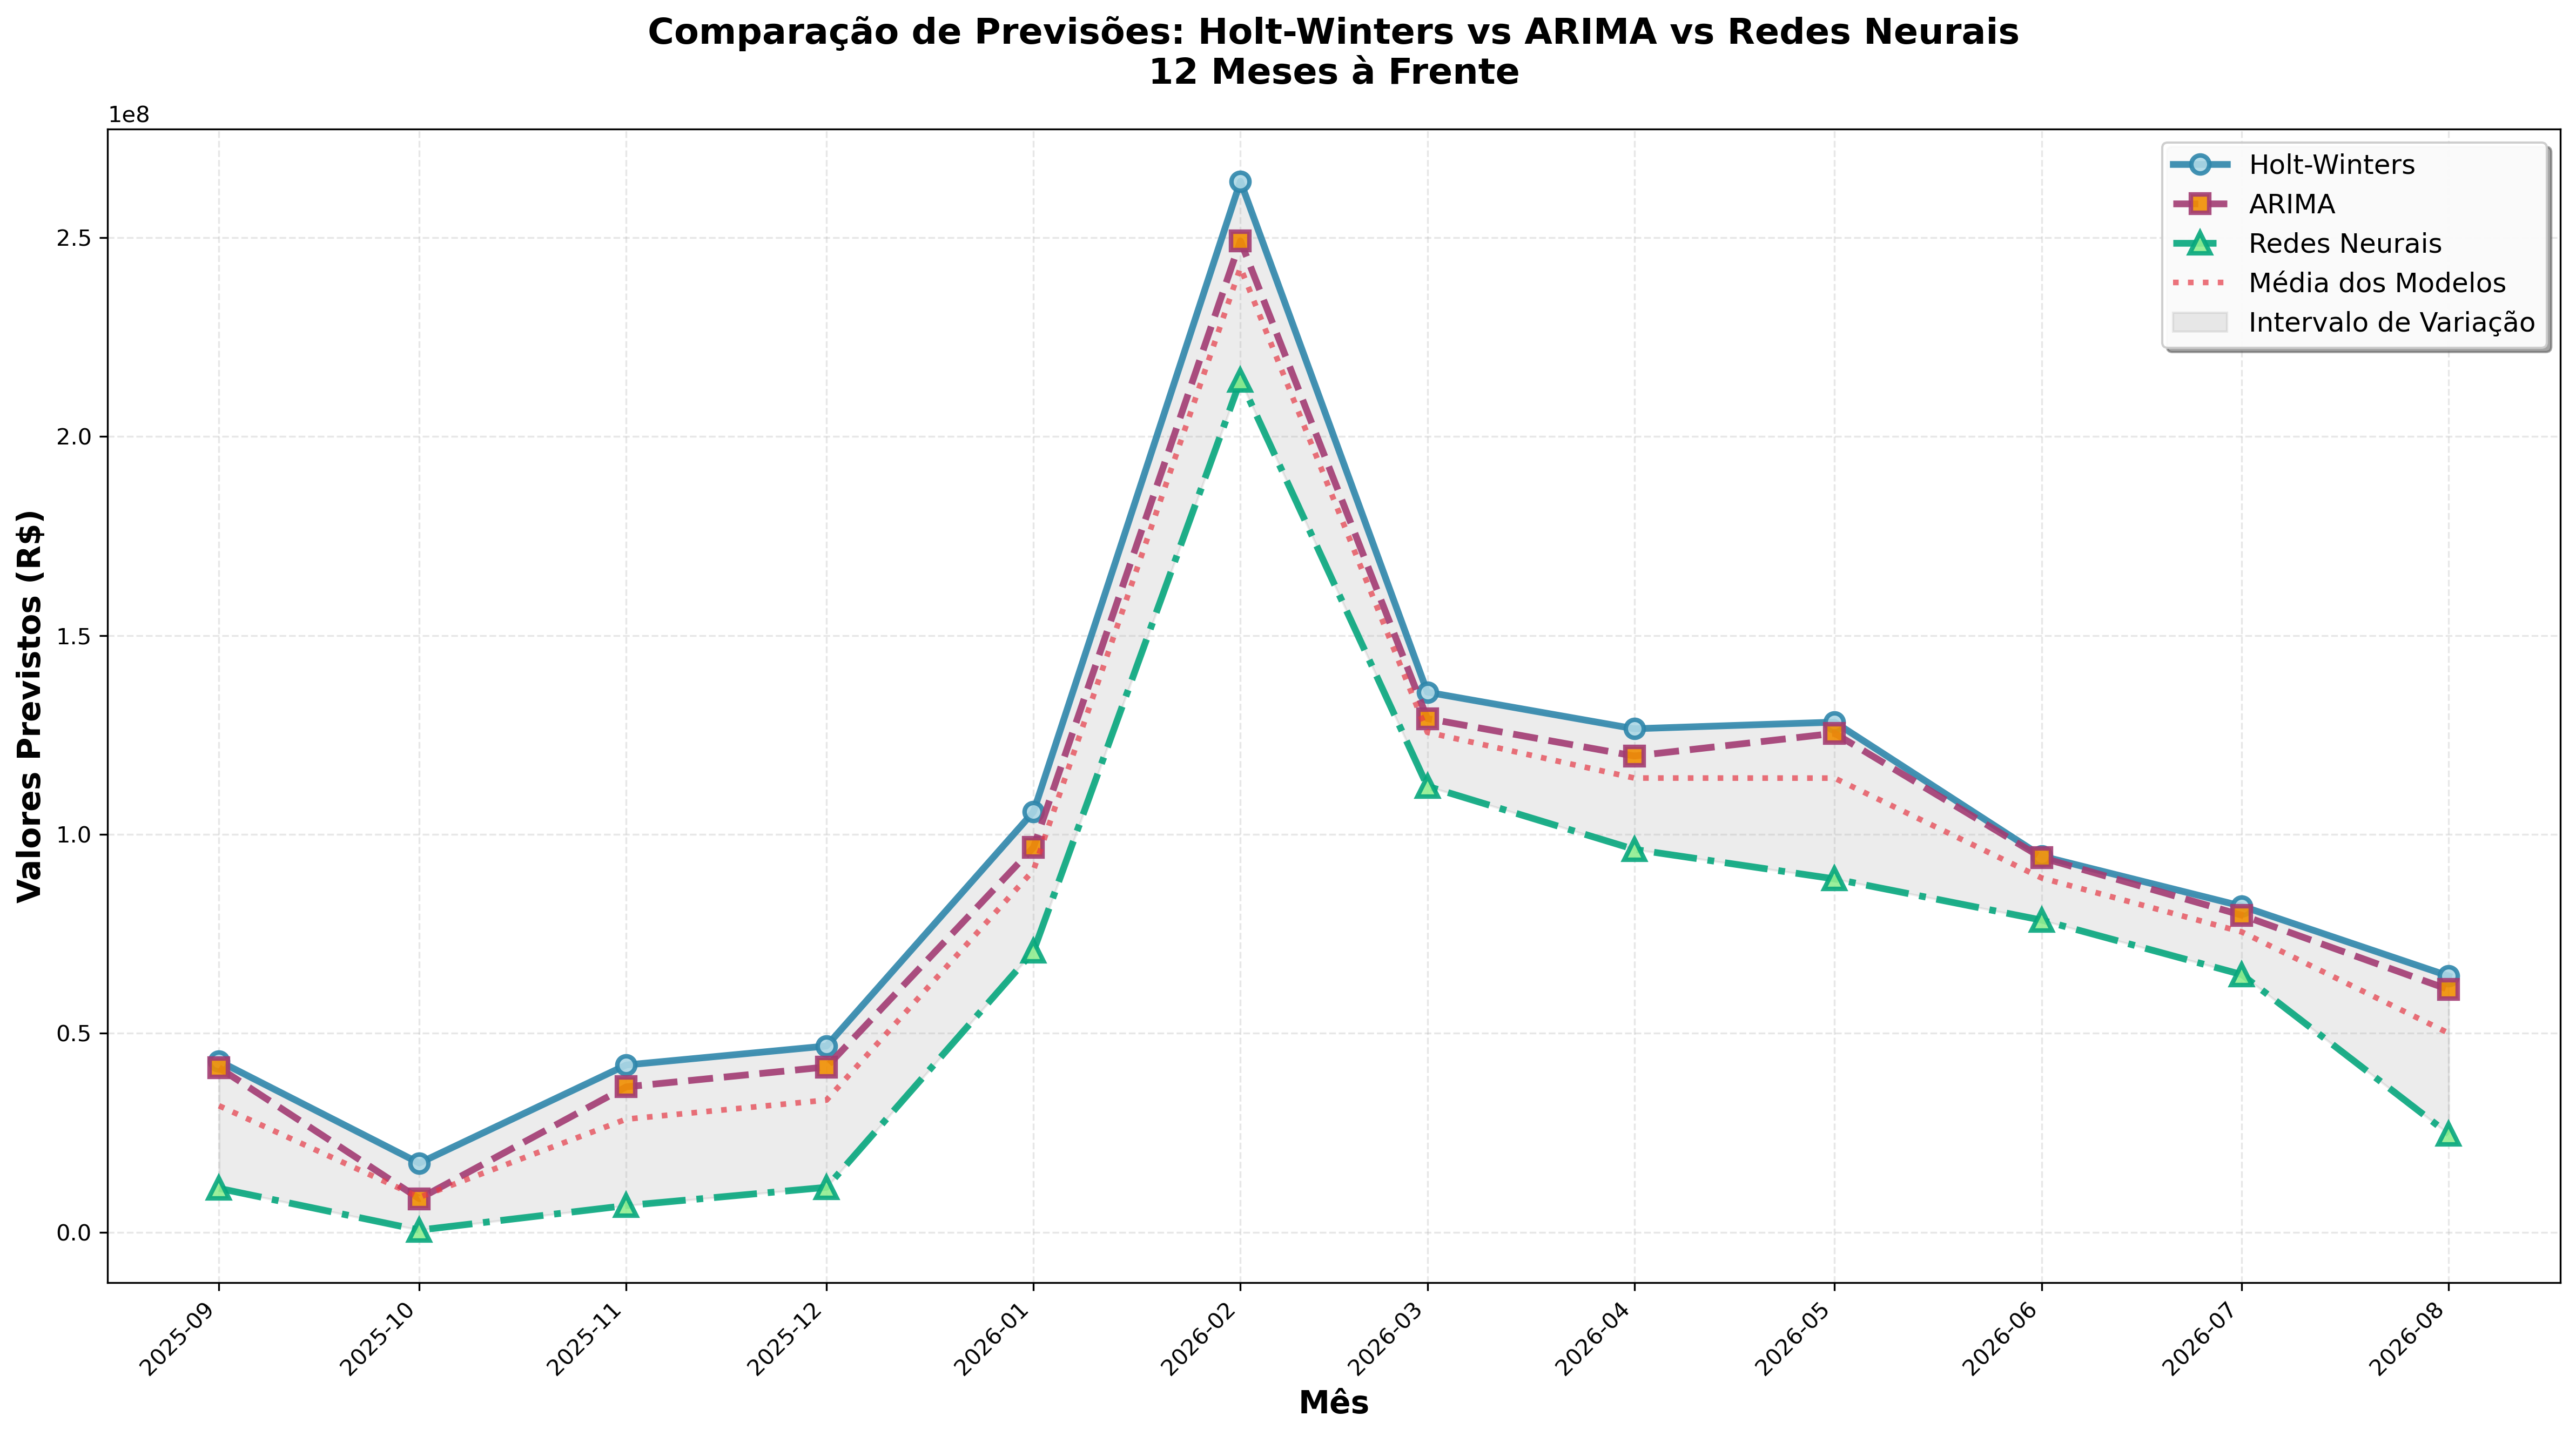 Comparação de Previsões: Holt-Winters vs ARIMA vs Redes Neurais
12 Meses à Frente
1e8
Holt-Winters
ARIMA
Redes Neurais
Média dos Modelos
Intervalo de Variação
Valores Previstos (R$)
2.5
2.0
1.5
1.0
0.5
0.0
2025-09
2025-10
2025-11
2025-12
2026-01
2026-02
2026-03
2026-04
2026-05
2026-06
2026-07
2026-08
Mês